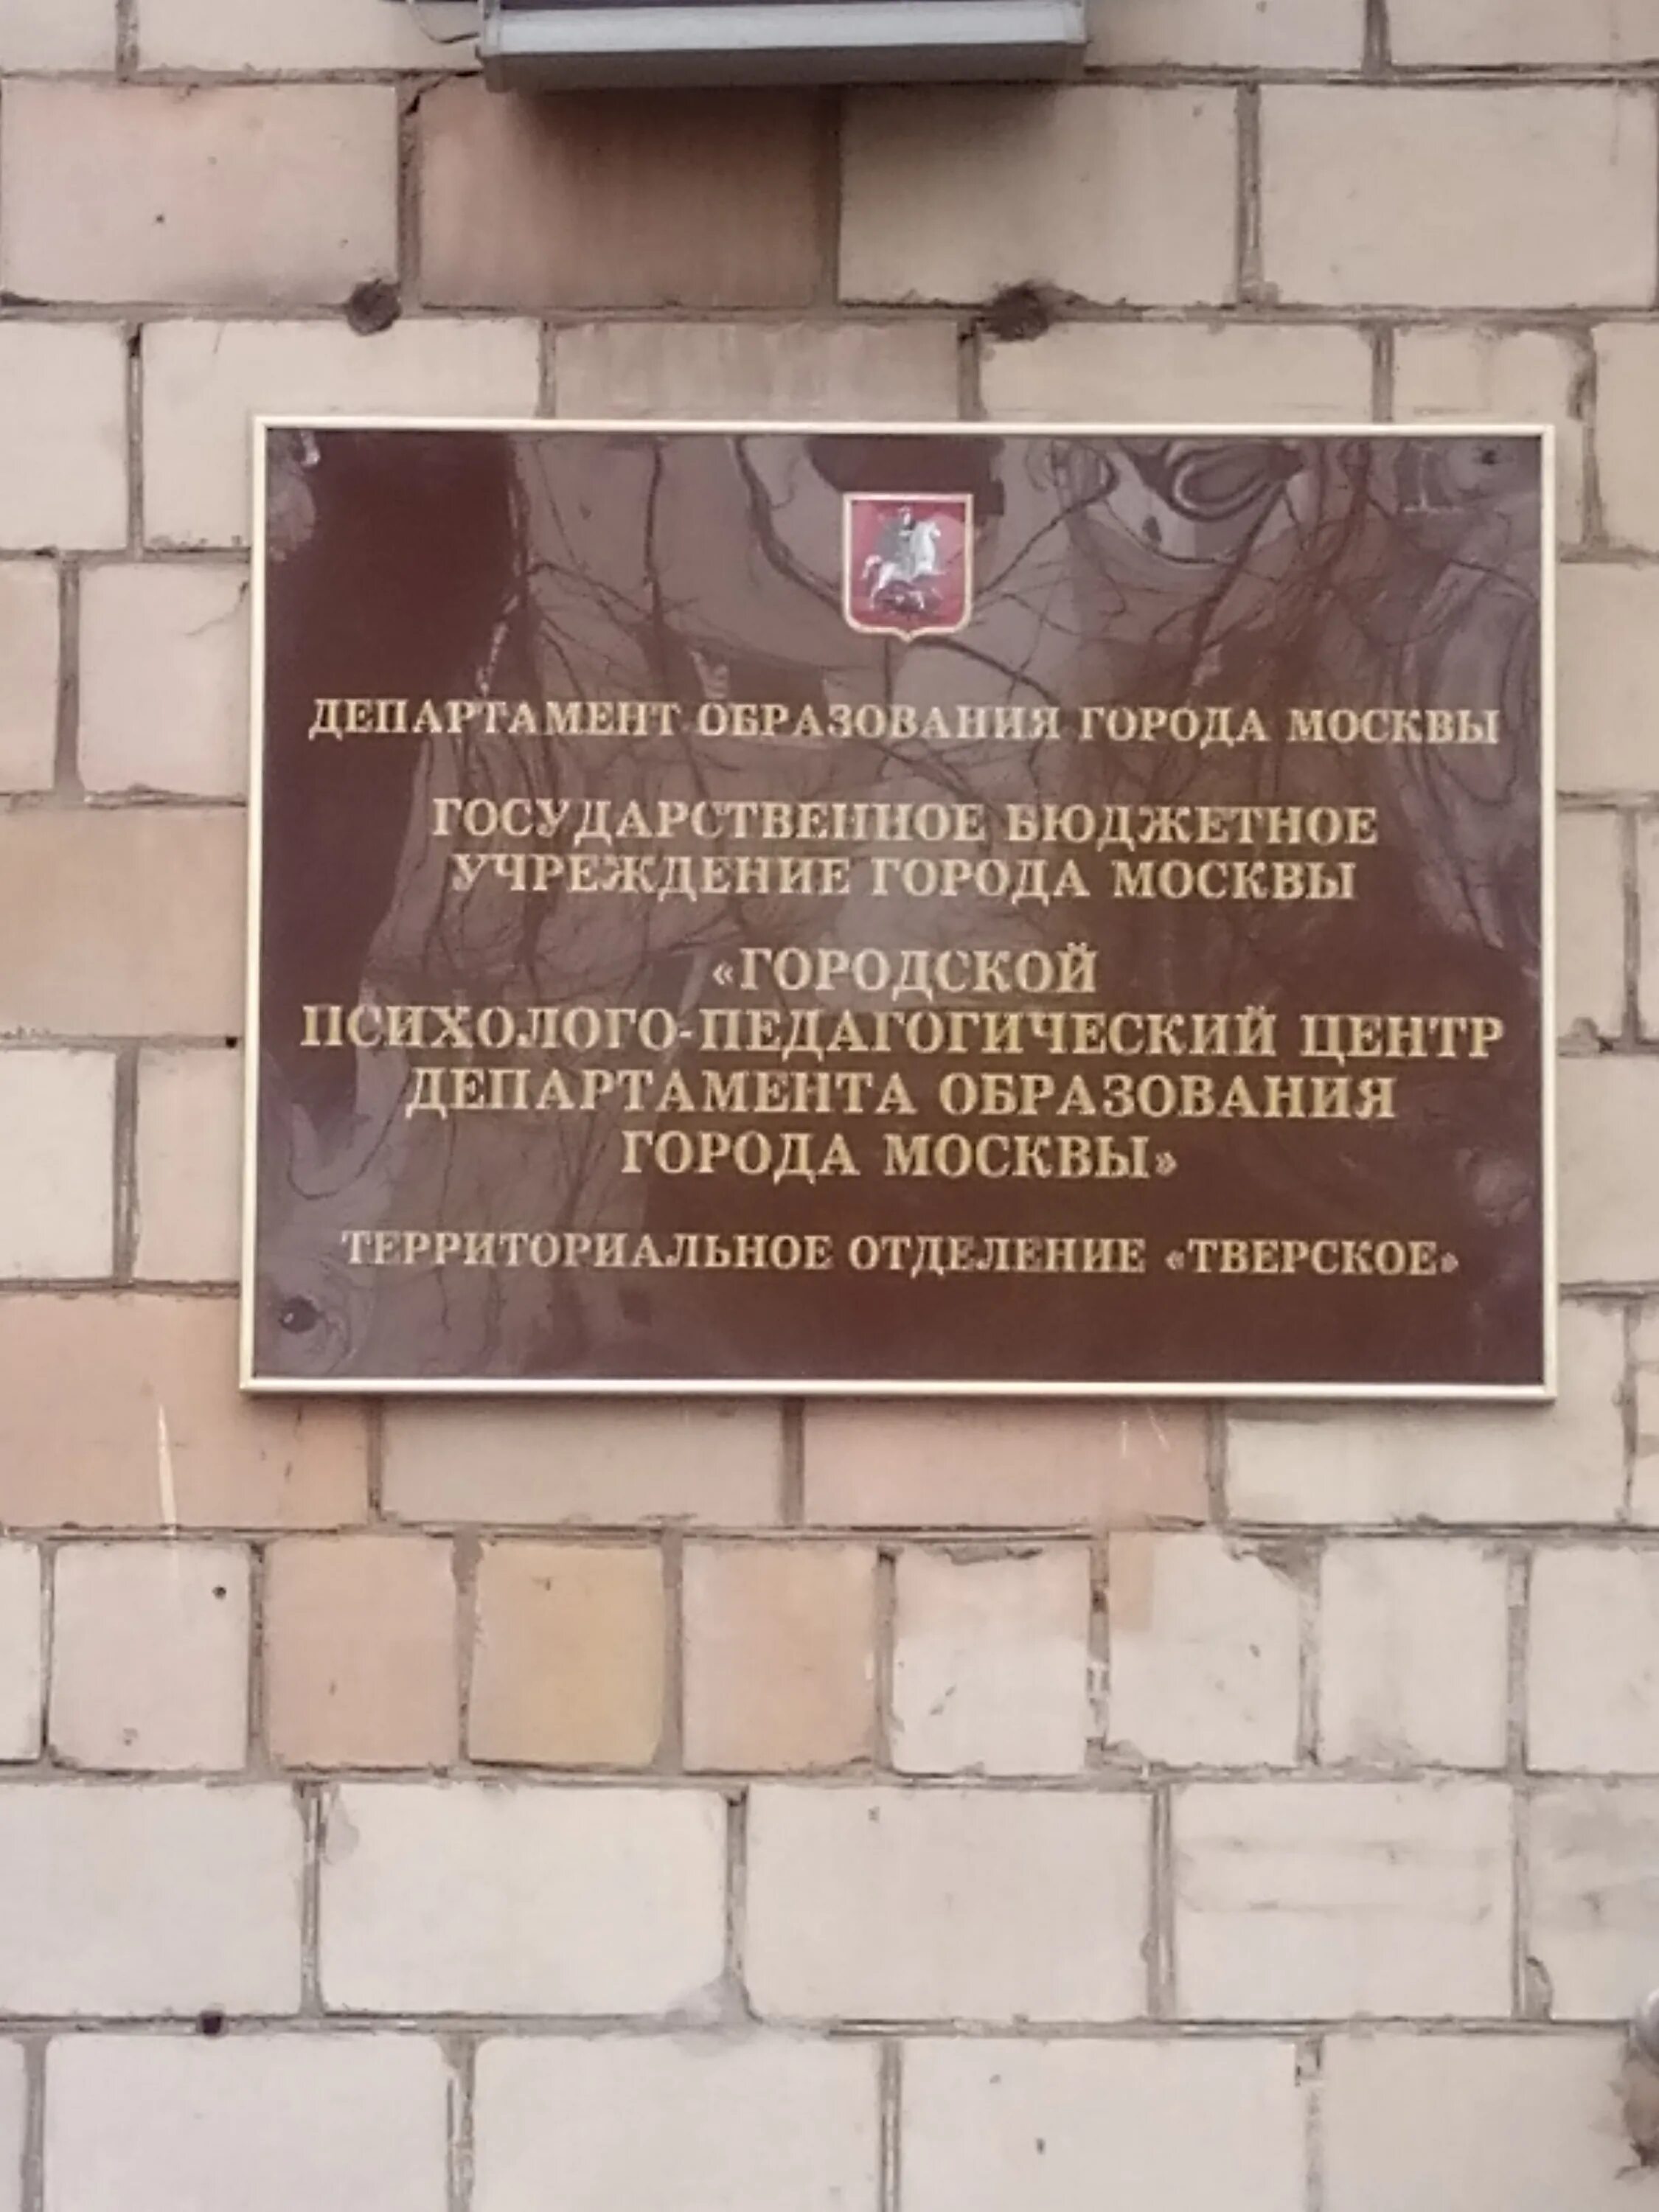 ДЕПАРТАМЕНТ ОБРАЗОВАНИЯ ГОРОДА МОСКВЫ
ГОСУДАРСТВЕННОЕ БЮДЖЕТНОЕ
УЧРЕЖДЕНИЕ ГОРОДА МОСКВЫ
«ГОРОДСКОЙ
ПСИХОЛОГО-ПЕДАГОГИЧЕСКИЙ ЦЕНТР
ДЕПАРТАМЕНТА ОБРАЗОВАНИЯ
ГОРОДА МОСКВЫ»
ТЕРРИТОРИАЛЬНОЕ ОТДЕЛЕНИЕ «ТВЕРСКОЕ»